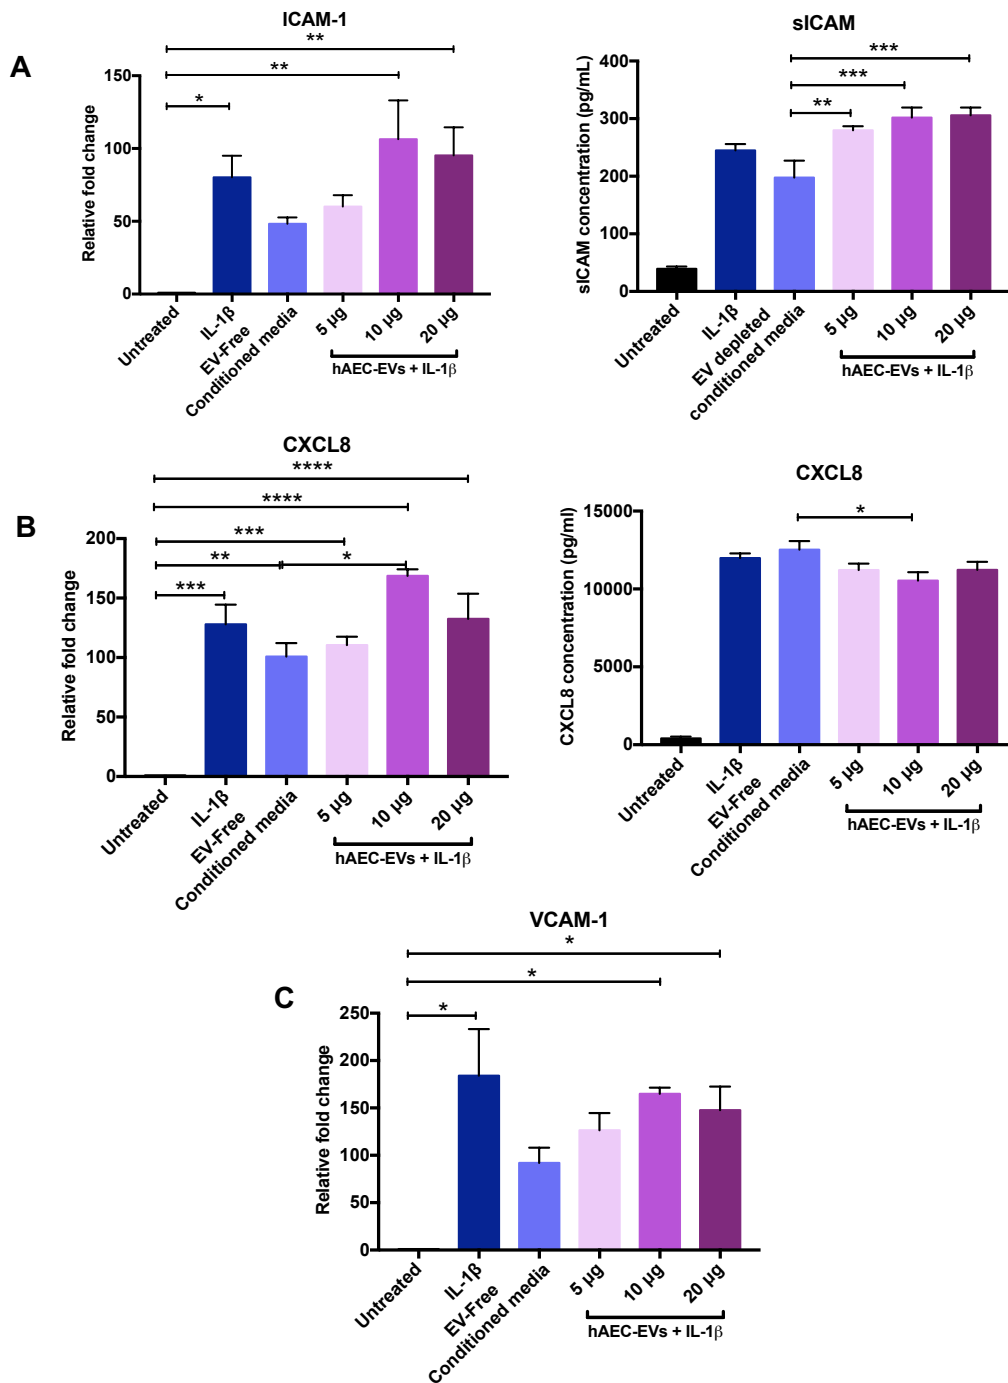 A
ICAM-1
**
**
*
Relative fold change
150
100
50
0
Untreated
IL-1β
EV-Free
Conditioned media
5 µg
10 µg
20 µg
hAEC-EVs + IL-1β
sICAM
***
***
**
sICAM concentration (pg/mL)
400
300
200
100
0
Untreated
IL-1β
EV depleted
conditioned media
5 µg
10 µg
20 µg
hAEC-EVs + IL-1β
B
CXCL8
****
****
***
**
*
***
Relative fold change
200
150
100
50
0
Untreated
IL-1β
EV-Free
Conditioned media
5 µg
10 µg
20 µg
hAEC-EVs + IL-1β
CXCL8
*
CXCL8 concentration (pg/ml)
15000
10000
5000
0
Untreated
IL-1β
EV-Free
Conditioned media
5 µg
10 µg
20 µg
hAEC-EVs + IL-1β
C
VCAM-1
*
*
*
Relative fold change
250
200
150
100
50
0
Untreated
IL-1β
EV-Free
Conditioned media
5 µg
10 µg
20 µg
hAEC-EVs + IL-1β